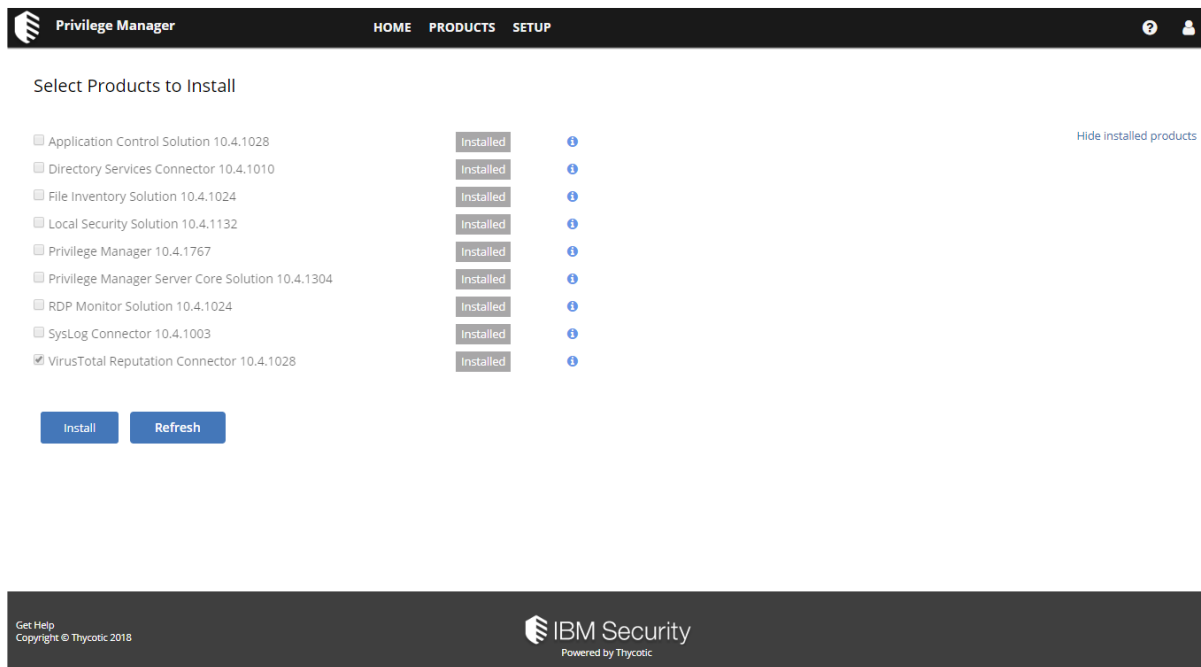 Privilege Manager HOME PRODUCTS SETUP
Select Products to Install
Hide installed products
Application Control Solution 10.4.1028 Installed
Directory Services Connector 10.4.1010 Installed
File Inventory Solution 10.4.1024 Installed
Local Security Solution 10.4.1132 Installed
Privilege Manager 10.4.1767 Installed
Privilege Manager Server Core Solution 10.4.1304 Installed
RDP Monitor Solution 10.4.1024 Installed
SysLog Connector 10.4.1003 Installed
VirusTotal Reputation Connector 10.4.1028 Installed
Install Refresh
Get Help
Copyright © Thycotic 2018
IBM Security
Powered by Thycotic